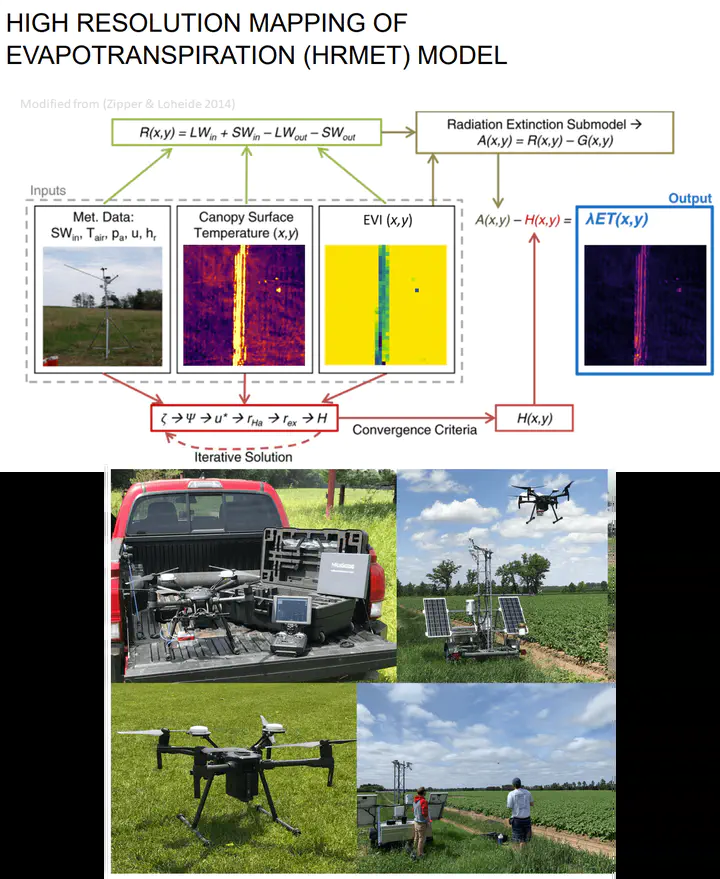 HIGH RESOLUTION MAPPING OF
EVAPOTRANSPIRATION (HRMET) MODEL
Modified from (Zipper & Loheide 2014)
R(x,y) = LWin + SWin – LWout – SWout
Radiation Extinction Submodel →
A(x,y) = R(x,y) – G(x,y)
Inputs
Met. Data:
SWin, Tair, pa, u, hr
Canopy Surface
Temperature (x,y)
EVI (x,y)
A(x,y) – H(x,y) =
Output
λET(x,y)
ζ → Ψ → u* → rHa → rex → H
Convergence Criteria
H(x,y)
Iterative Solution